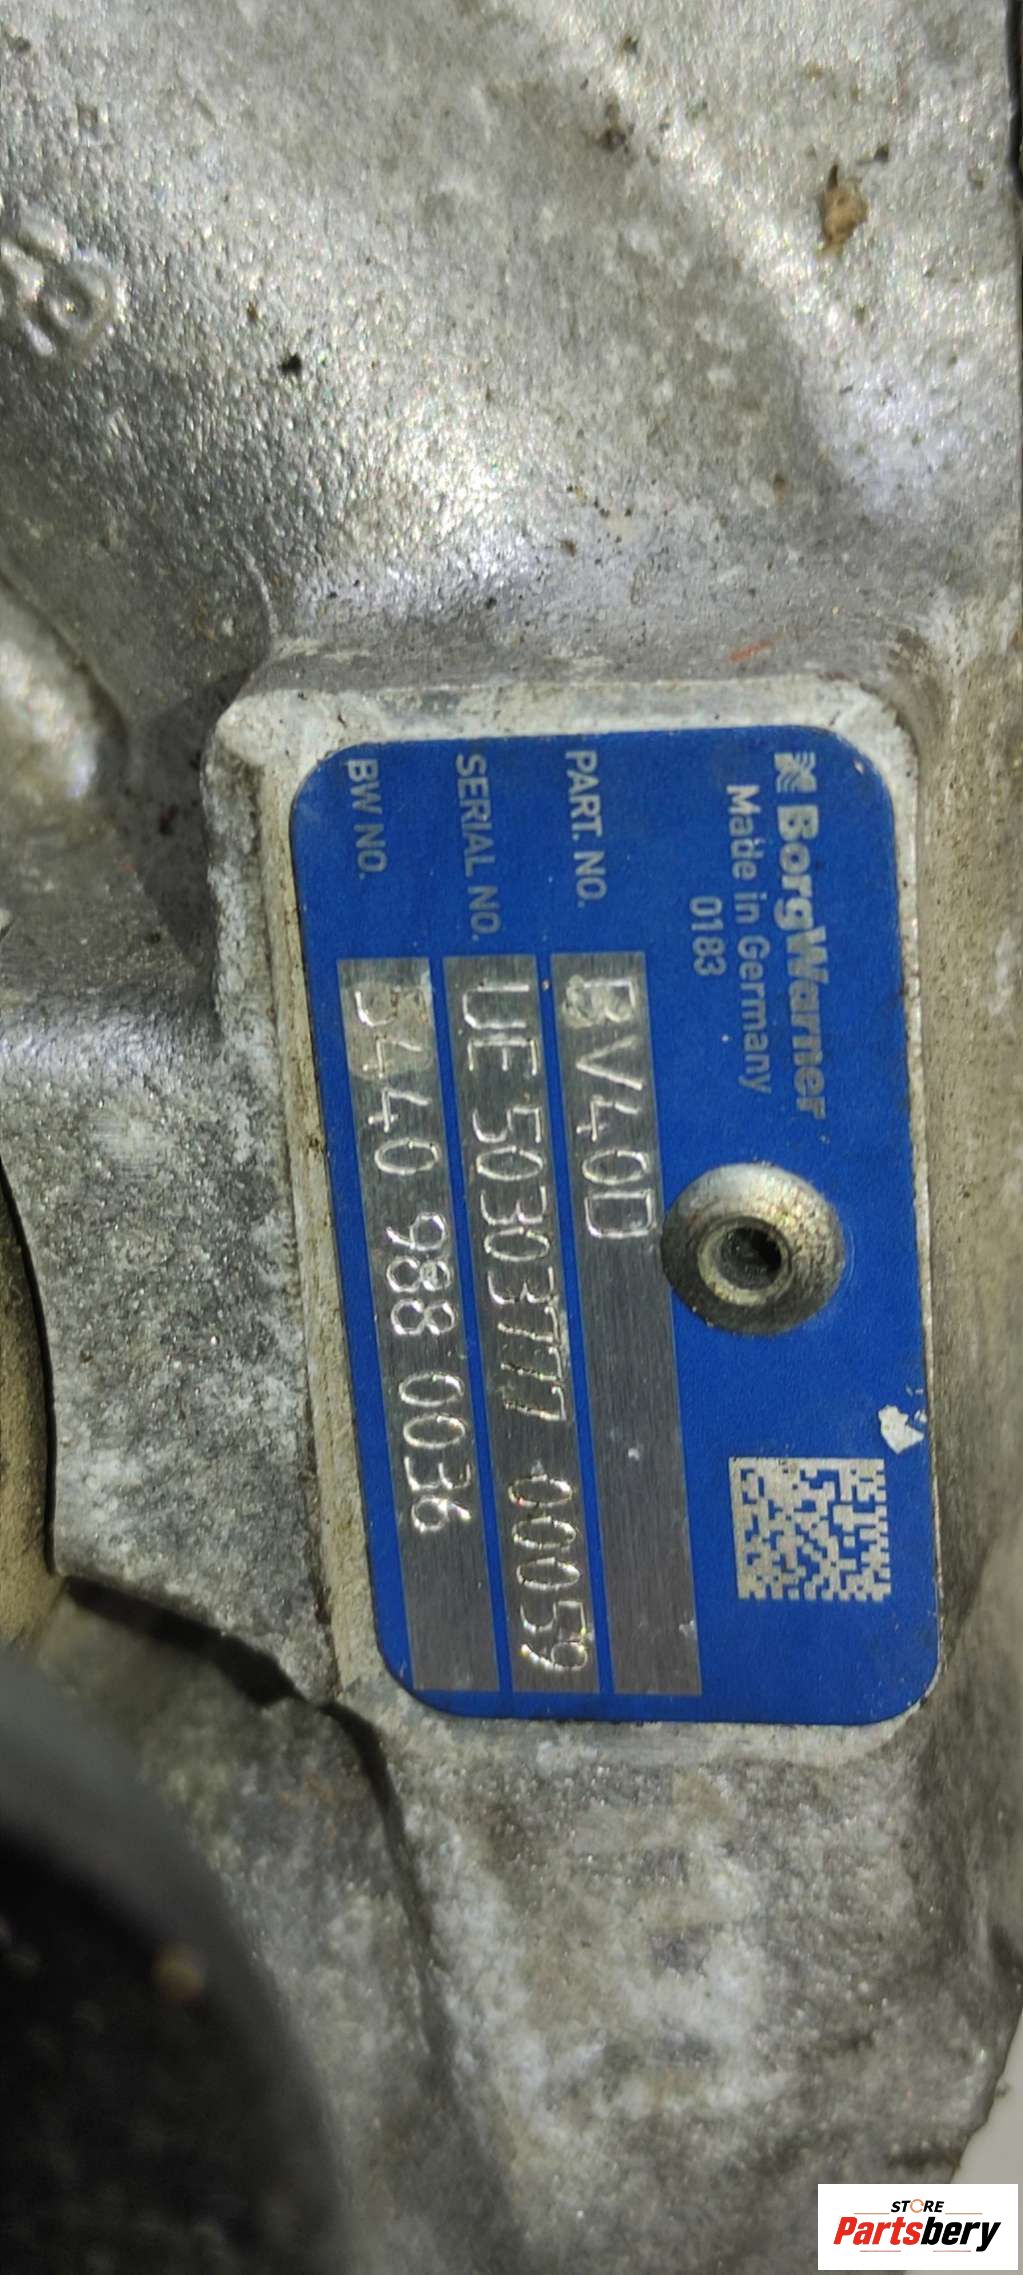 BorgWarner
Made in Germany
0183
PART. NO. BV40D
SERIAL NO. UE 50303777 00059
BW NO. 5440 988 0036
STORE
Partsbery